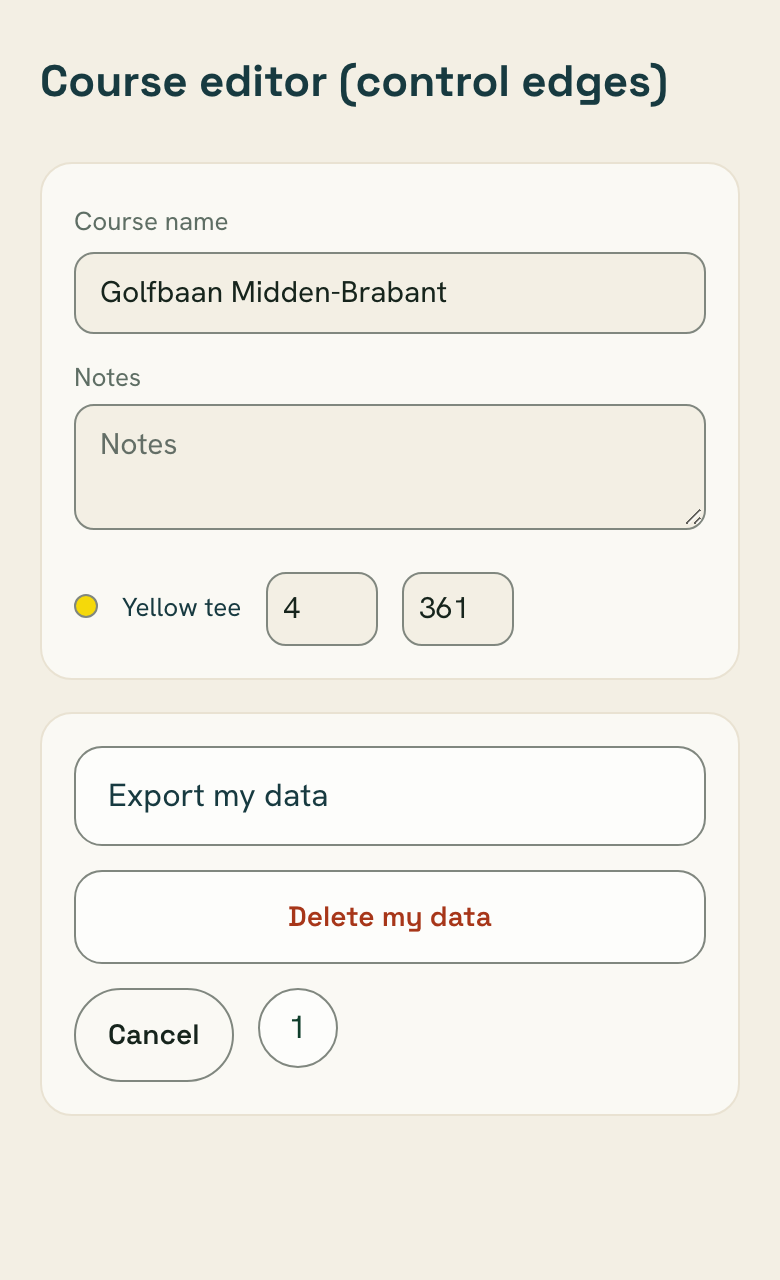 Course editor (control edges)
Course name
Golfbaan Midden-Brabant
Notes
Notes
Yellow tee 4 361
Export my data
Delete my data
Cancel 1